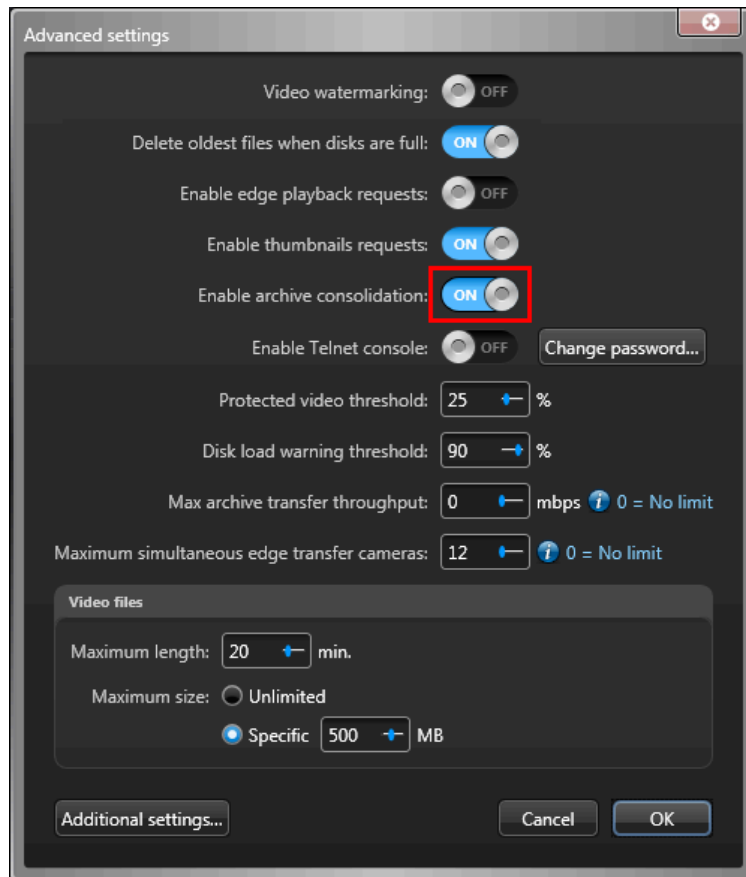 Advanced settings
Video watermarking: OFF
Delete oldest files when disks are full: ON
Enable edge playback requests: OFF
Enable thumbnails requests: ON
Enable archive consolidation: ON
Enable Telnet console: OFF Change password...
Protected video threshold: 25 %
Disk load warning threshold: 90 %
Max archive transfer throughput: 0 mbps i 0 = No limit
Maximum simultaneous edge transfer cameras: 12 i 0 = No limit
Video files
Maximum length: 20 min.
Maximum size: Unlimited
Specific 500 MB
Additional settings... Cancel OK